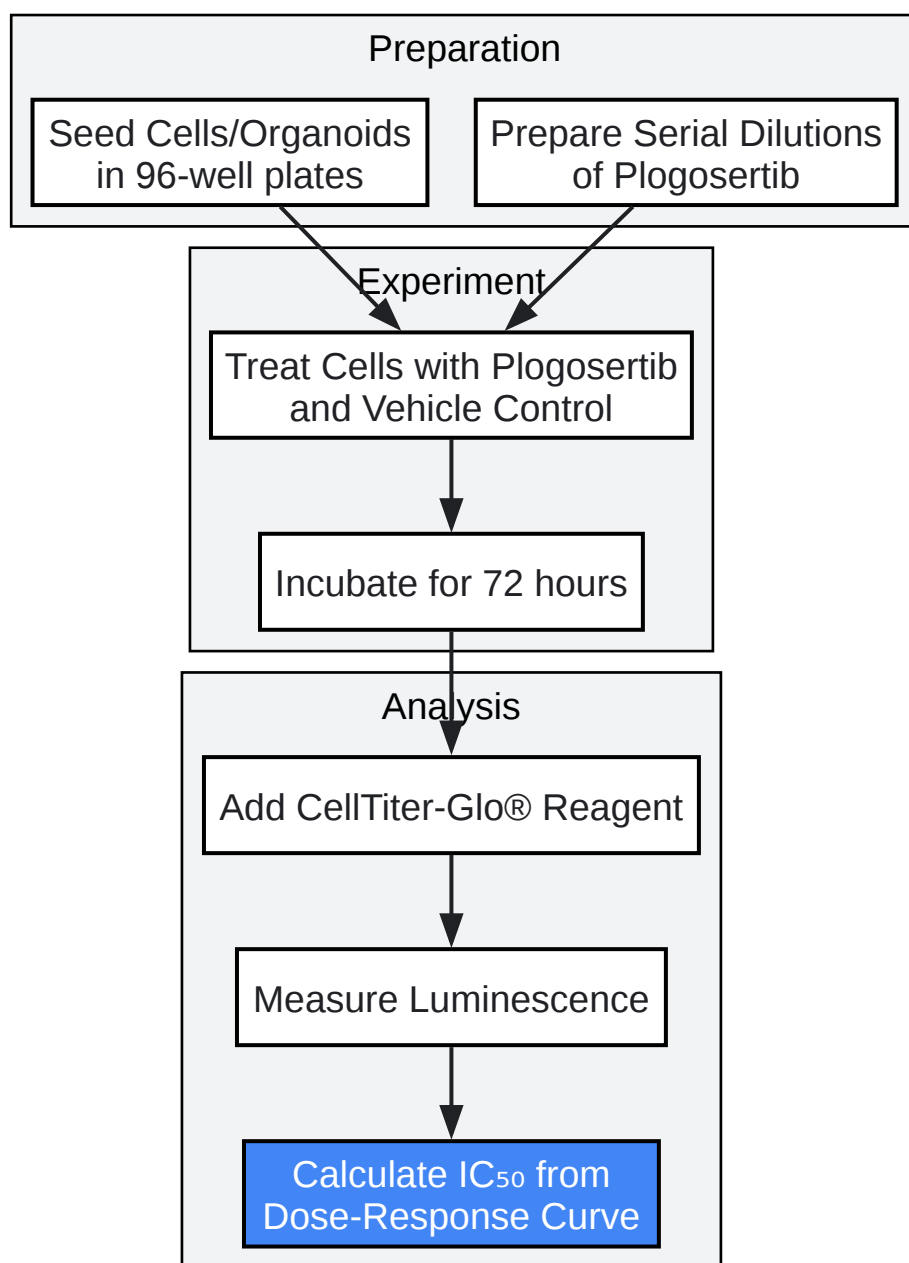 Preparation
Seed Cells/Organoids
in 96-well plates
Prepare Serial Dilutions
of Plogosertib
Experiment
Treat Cells with Plogosertib
and Vehicle Control
Incubate for 72 hours
Analysis
Add CellTiter-Glo® Reagent
Measure Luminescence
Calculate IC₅₀ from
Dose-Response Curve